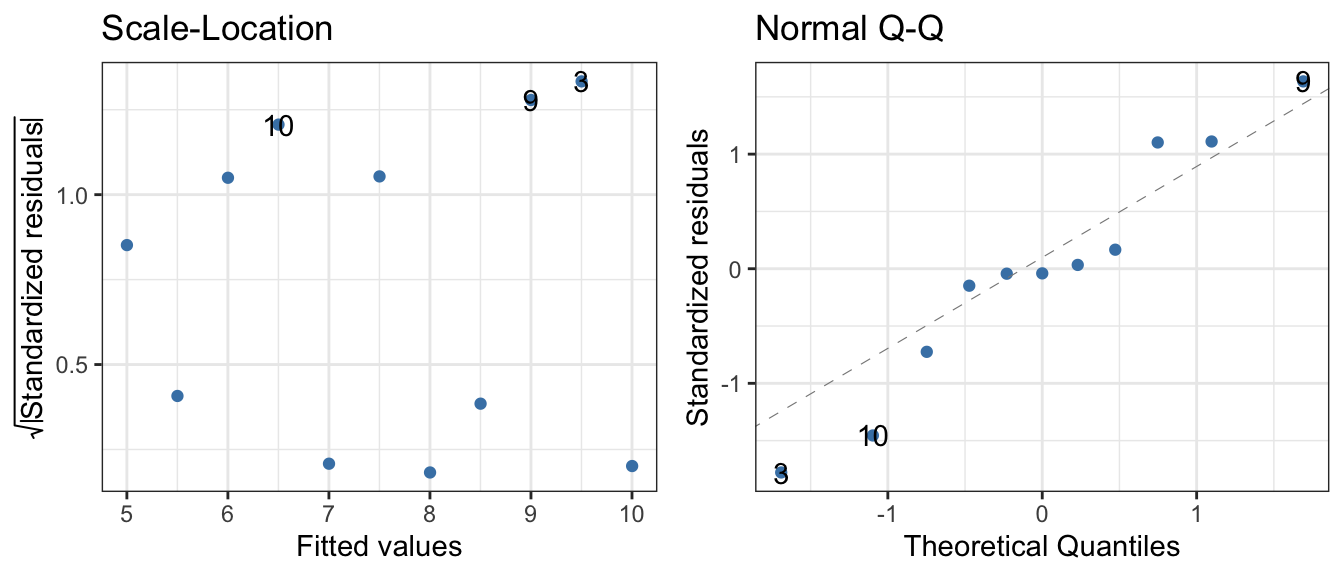 Scale-Location
√|Standardized residuals|
1.0
0.5
10
9
3
5 6 7 8 9 10
Fitted values
Normal Q-Q
Standardized residuals
1
0
-1
9
10
3
-1 0 1
Theoretical Quantiles